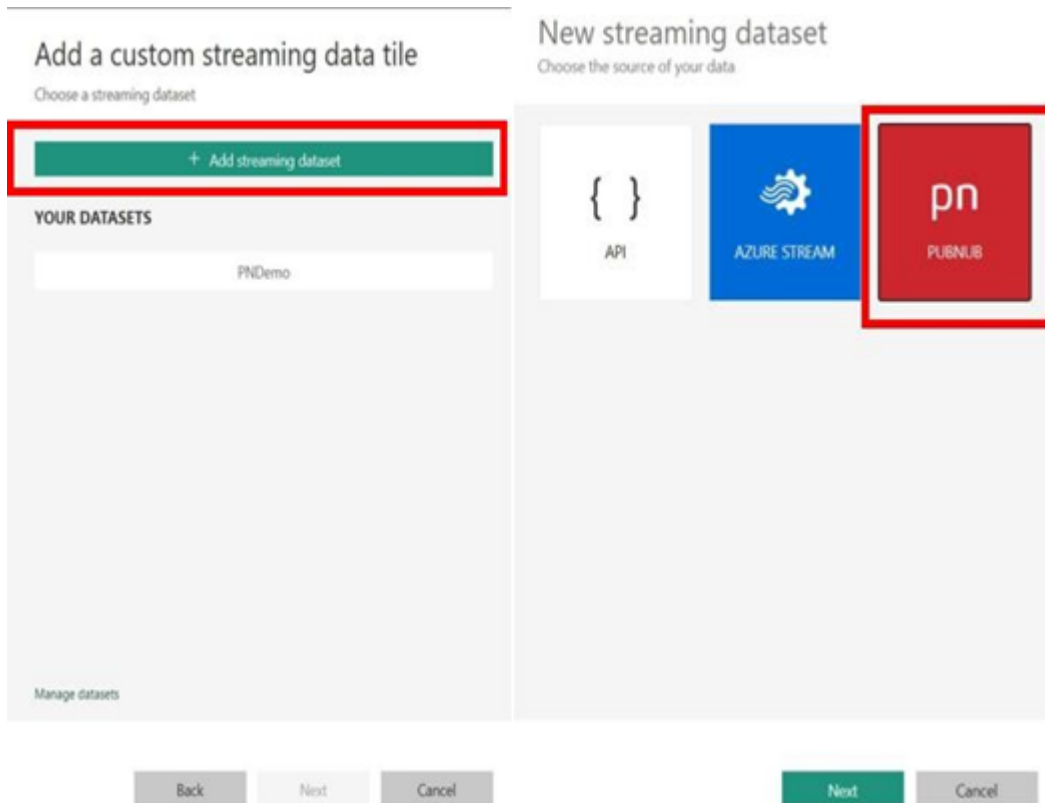 Add a custom streaming data tile
Choose a streaming dataset
+ Add streaming dataset
YOUR DATASETS
PNDemo
Manage datasets
Back Next Cancel
New streaming dataset
Choose the source of your data
{ } pn
API AZURE STREAM PUBNUB
Next Cancel